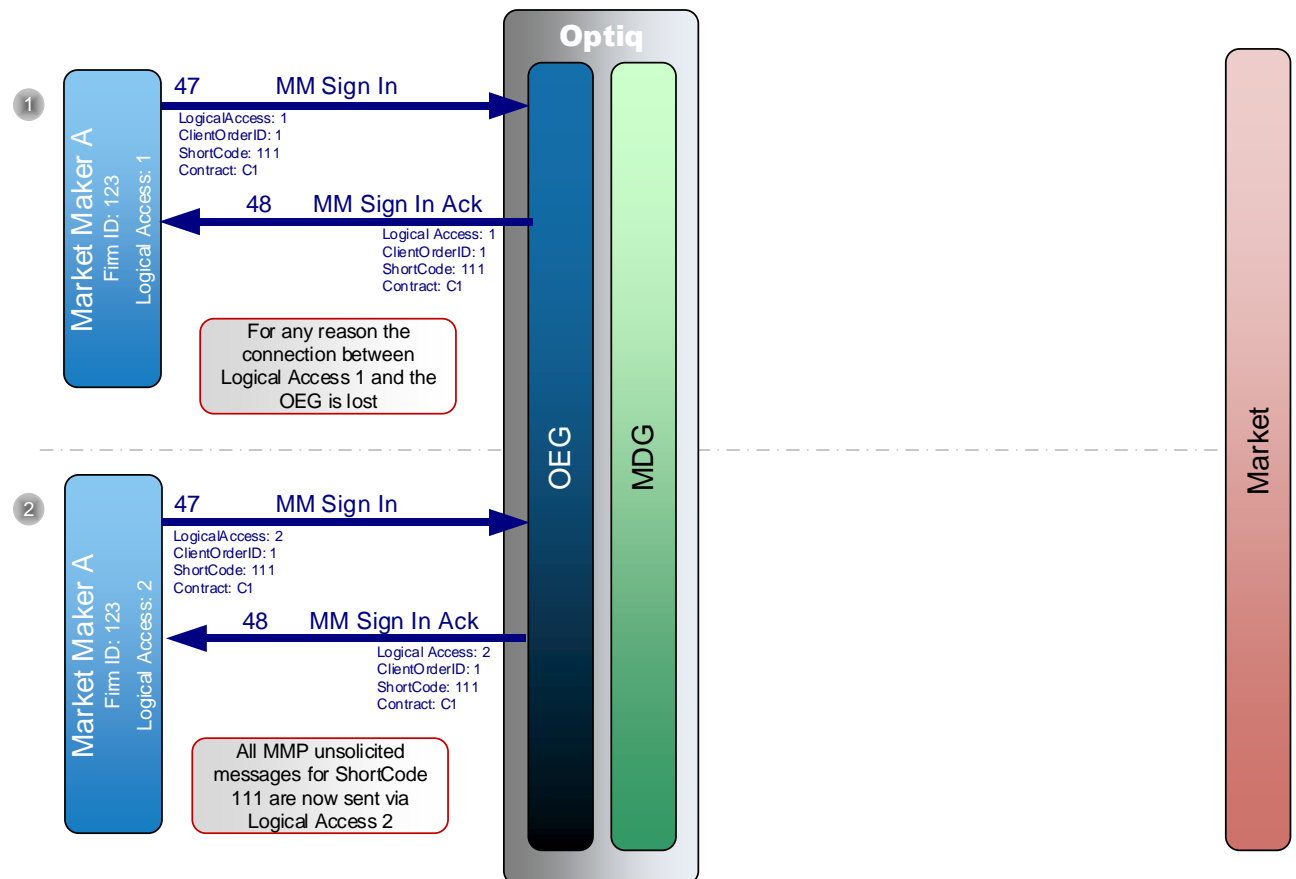 Optiq
1
Market Maker A
Firm ID: 123
Logical Access: 1
47 MM Sign In
LogicalAccess: 1
ClientOrderID: 1
ShortCode: 111
Contract: C1
48 MM Sign In Ack
Logical Access: 1
ClientOrderID: 1
ShortCode: 111
Contract: C1
For any reason the
connection between
Logical Access 1 and the
OEG is lost
OEG
MDG
Market
2
Market Maker A
Firm ID: 123
Logical Access: 2
47 MM Sign In
LogicalAccess: 2
ClientOrderID: 1
ShortCode: 111
Contract: C1
48 MM Sign In Ack
Logical Access: 2
ClientOrderID: 1
ShortCode: 111
Contract: C1
All MMP unsolicited
messages for ShortCode
111 are now sent via
Logical Access 2